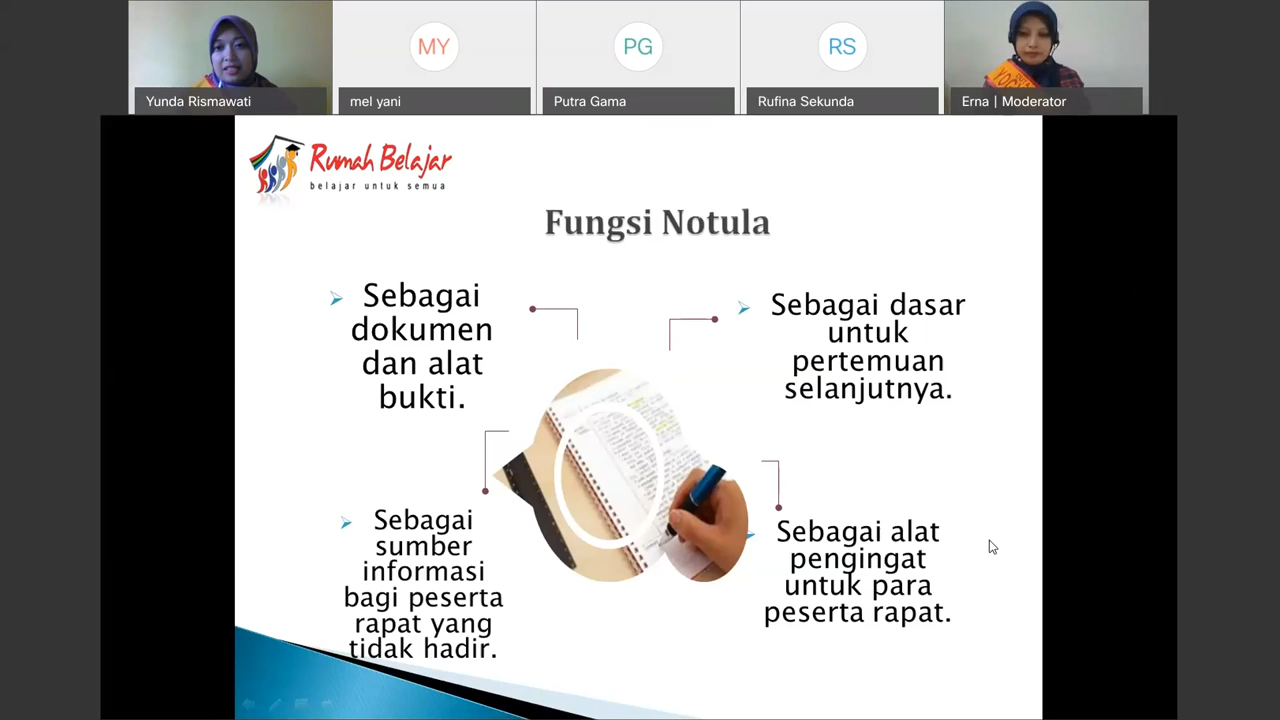 MY
PG
RS
Yunda Rismawati
mel yani
Putra Gama
Rufina Sekunda
Erna | Moderator
Rumah Belajar
belajar untuk semua
Fungsi Notula
Sebagai
dokumen
dan alat
bukti.
Sebagai dasar
untuk
pertemuan
selanjutnya.
Sebagai
sumber
informasi
bagi peserta
rapat yang
tidak hadir.
Sebagai alat
pengingat
untuk para
peserta rapat.